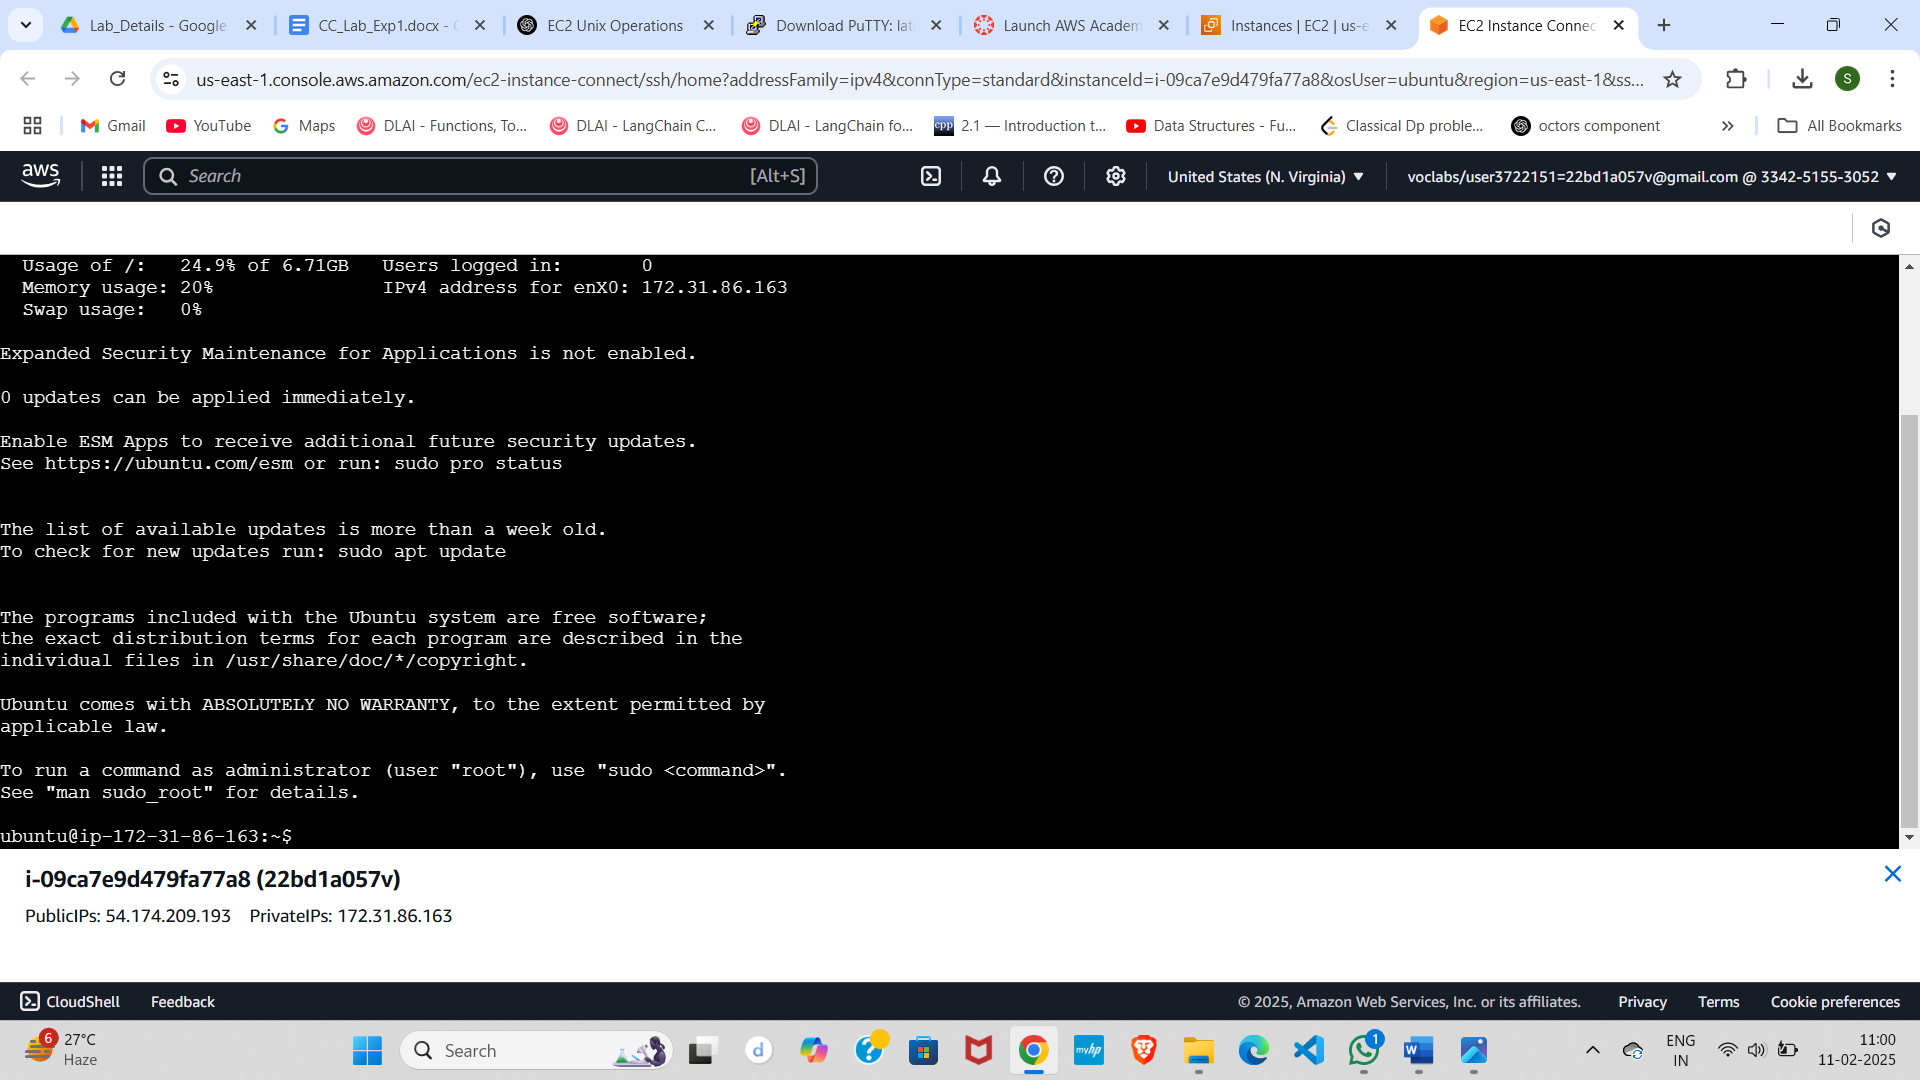 Lab_Details - Google
CC_Lab_Exp1.docx - G
EC2 Unix Operations
Download PuTTY: lat
Launch AWS Academ
Instances | EC2 | us-e
EC2 Instance Connec
us-east-1.console.aws.amazon.com/ec2-instance-connect/ssh/home?addressFamily=ipv4&connType=standard&instanceId=i-09ca7e9d479fa77a8&osUser=ubuntu&region=us-east-1&ss...
S
Gmail
YouTube
Maps
DLAI - Functions, To...
DLAI - LangChain C...
DLAI - LangChain fo...
cpp 2.1 — Introduction t...
Data Structures - Fu...
Classical Dp proble...
octors component
All Bookmarks
aws
Search [Alt+S]
United States (N. Virginia)
voclabs/user3722151=22bd1a057v@gmail.com @ 3342-5155-3052
Usage of /: 24.9% of 6.71GB Users logged in: 0
Memory usage: 20% IPv4 address for enX0: 172.31.86.163
Swap usage: 0%
Expanded Security Maintenance for Applications is not enabled.
0 updates can be applied immediately.
Enable ESM Apps to receive additional future security updates.
See https://ubuntu.com/esm or run: sudo pro status
The list of available updates is more than a week old.
To check for new updates run: sudo apt update
The programs included with the Ubuntu system are free software;
the exact distribution terms for each program are described in the
individual files in /usr/share/doc/*/copyright.
Ubuntu comes with ABSOLUTELY NO WARRANTY, to the extent permitted by
applicable law.
To run a command as administrator (user "root"), use "sudo <command>".
See "man sudo_root" for details.
ubuntu@ip-172-31-86-163:~$
i-09ca7e9d479fa77a8 (22bd1a057v)
PublicIPs: 54.174.209.193 PrivateIPs: 172.31.86.163
CloudShell Feedback
© 2025, Amazon Web Services, Inc. or its affiliates. Privacy Terms Cookie preferences
6
27°C
Haze
Search
d
myhp
1
W
ENG
IN
11:00
11-02-2025